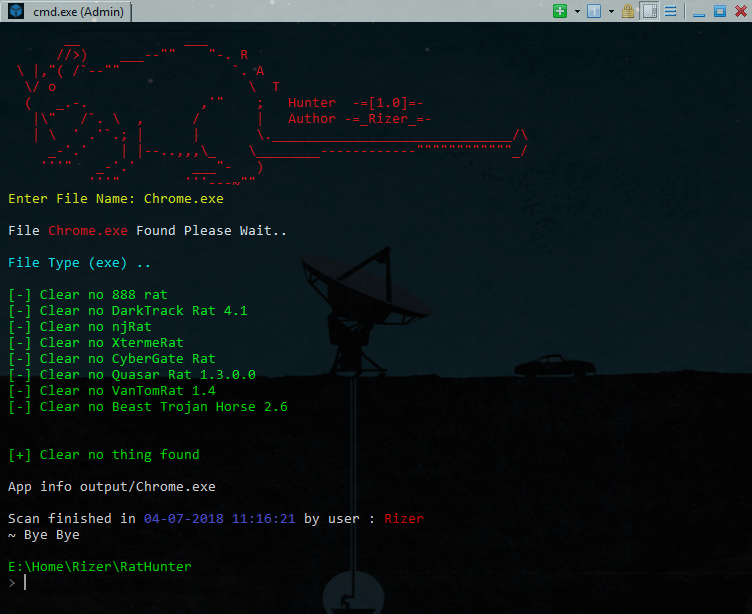 cmd.exe (Admin)
R
A
T
Hunter -=[1.0]=-
Author -=_Rizer_=-
Enter File Name: Chrome.exe
File Chrome.exe Found Please Wait..
File Type (exe) ..
[-] Clear no 888 rat
[-] Clear no DarkTrack Rat 4.1
[-] Clear no njRat
[-] Clear no XtermeRat
[-] Clear no CyberGate Rat
[-] Clear no Quasar Rat 1.3.0.0
[-] Clear no VanTomRat 1.4
[-] Clear no Beast Trojan Horse 2.6
[+] Clear no thing found
App info output/Chrome.exe
Scan finished in 04-07-2018 11:16:21 by user : Rizer
~ Bye Bye
E:\Home\Rizer\RatHunter
>